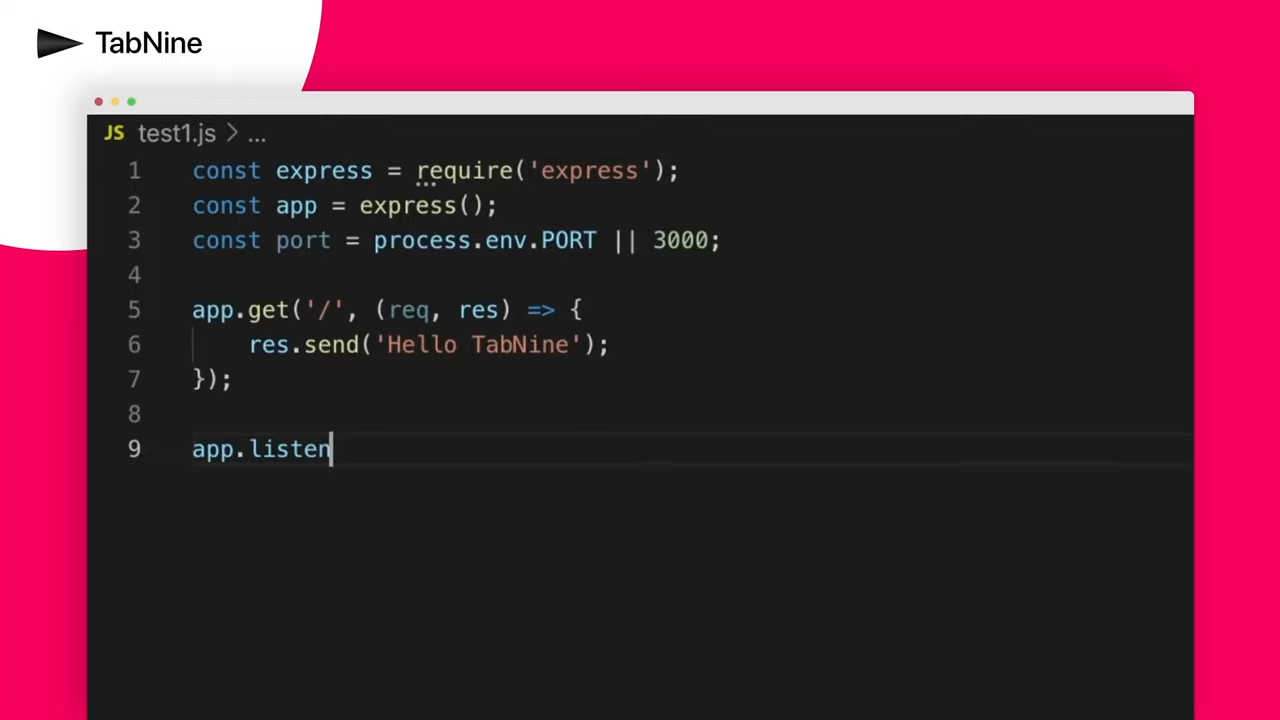 TabNine
JS test1.js > ...
1 const express = require('express');
2 const app = express();
3 const port = process.env.PORT || 3000;
4
5 app.get('/', (req, res) => {
6     res.send('Hello TabNine');
7 });
8
9 app.listen